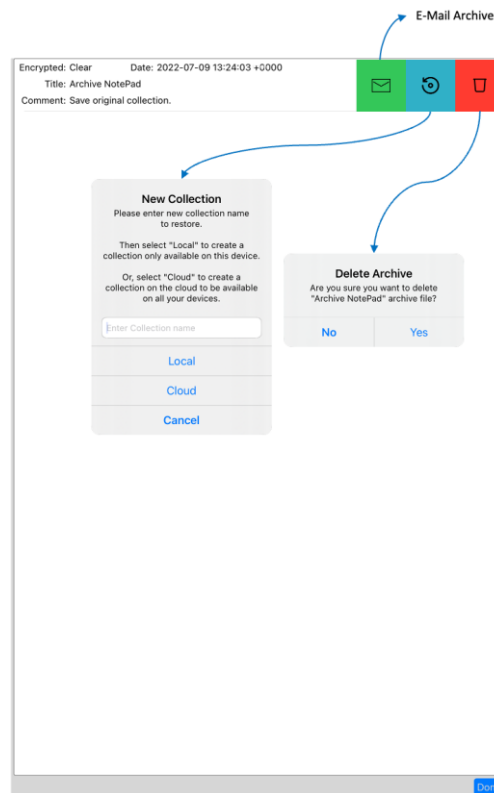 E-Mail Archive
Encrypted: Clear Date: 2022-07-09 13:24:03 +0000
Title: Archive NotePad
Comment: Save original collection.
New Collection
Please enter new collection name
to restore.
Then select "Local" to create a
collection only available on this device.
Or, select "Cloud" to create a
collection on the cloud to be available
on all your devices.
Enter Collection name
Local
Cloud
Cancel
Delete Archive
Are you sure you want to delete
"Archive NotePad" archive file?
No Yes